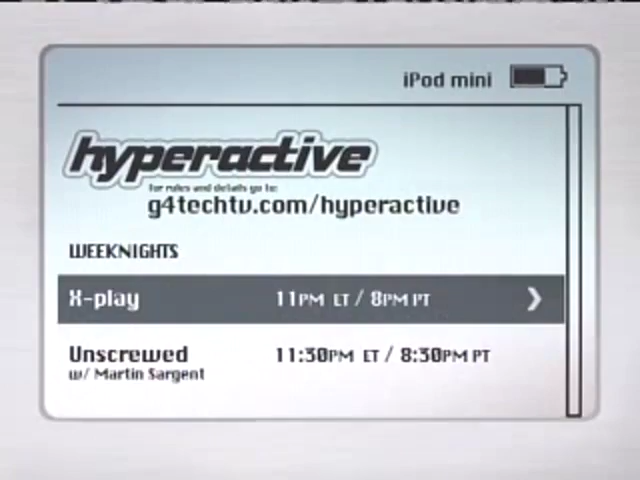 iPod mini
hyperactive
for rules and details go to:
g4techtv.com/hyperactive
WEEKNIGHTS
X-play 11PM ET / 8PM PT
Unscrewed 11:30PM ET / 8:30PM PT
w/ Martin Sargent